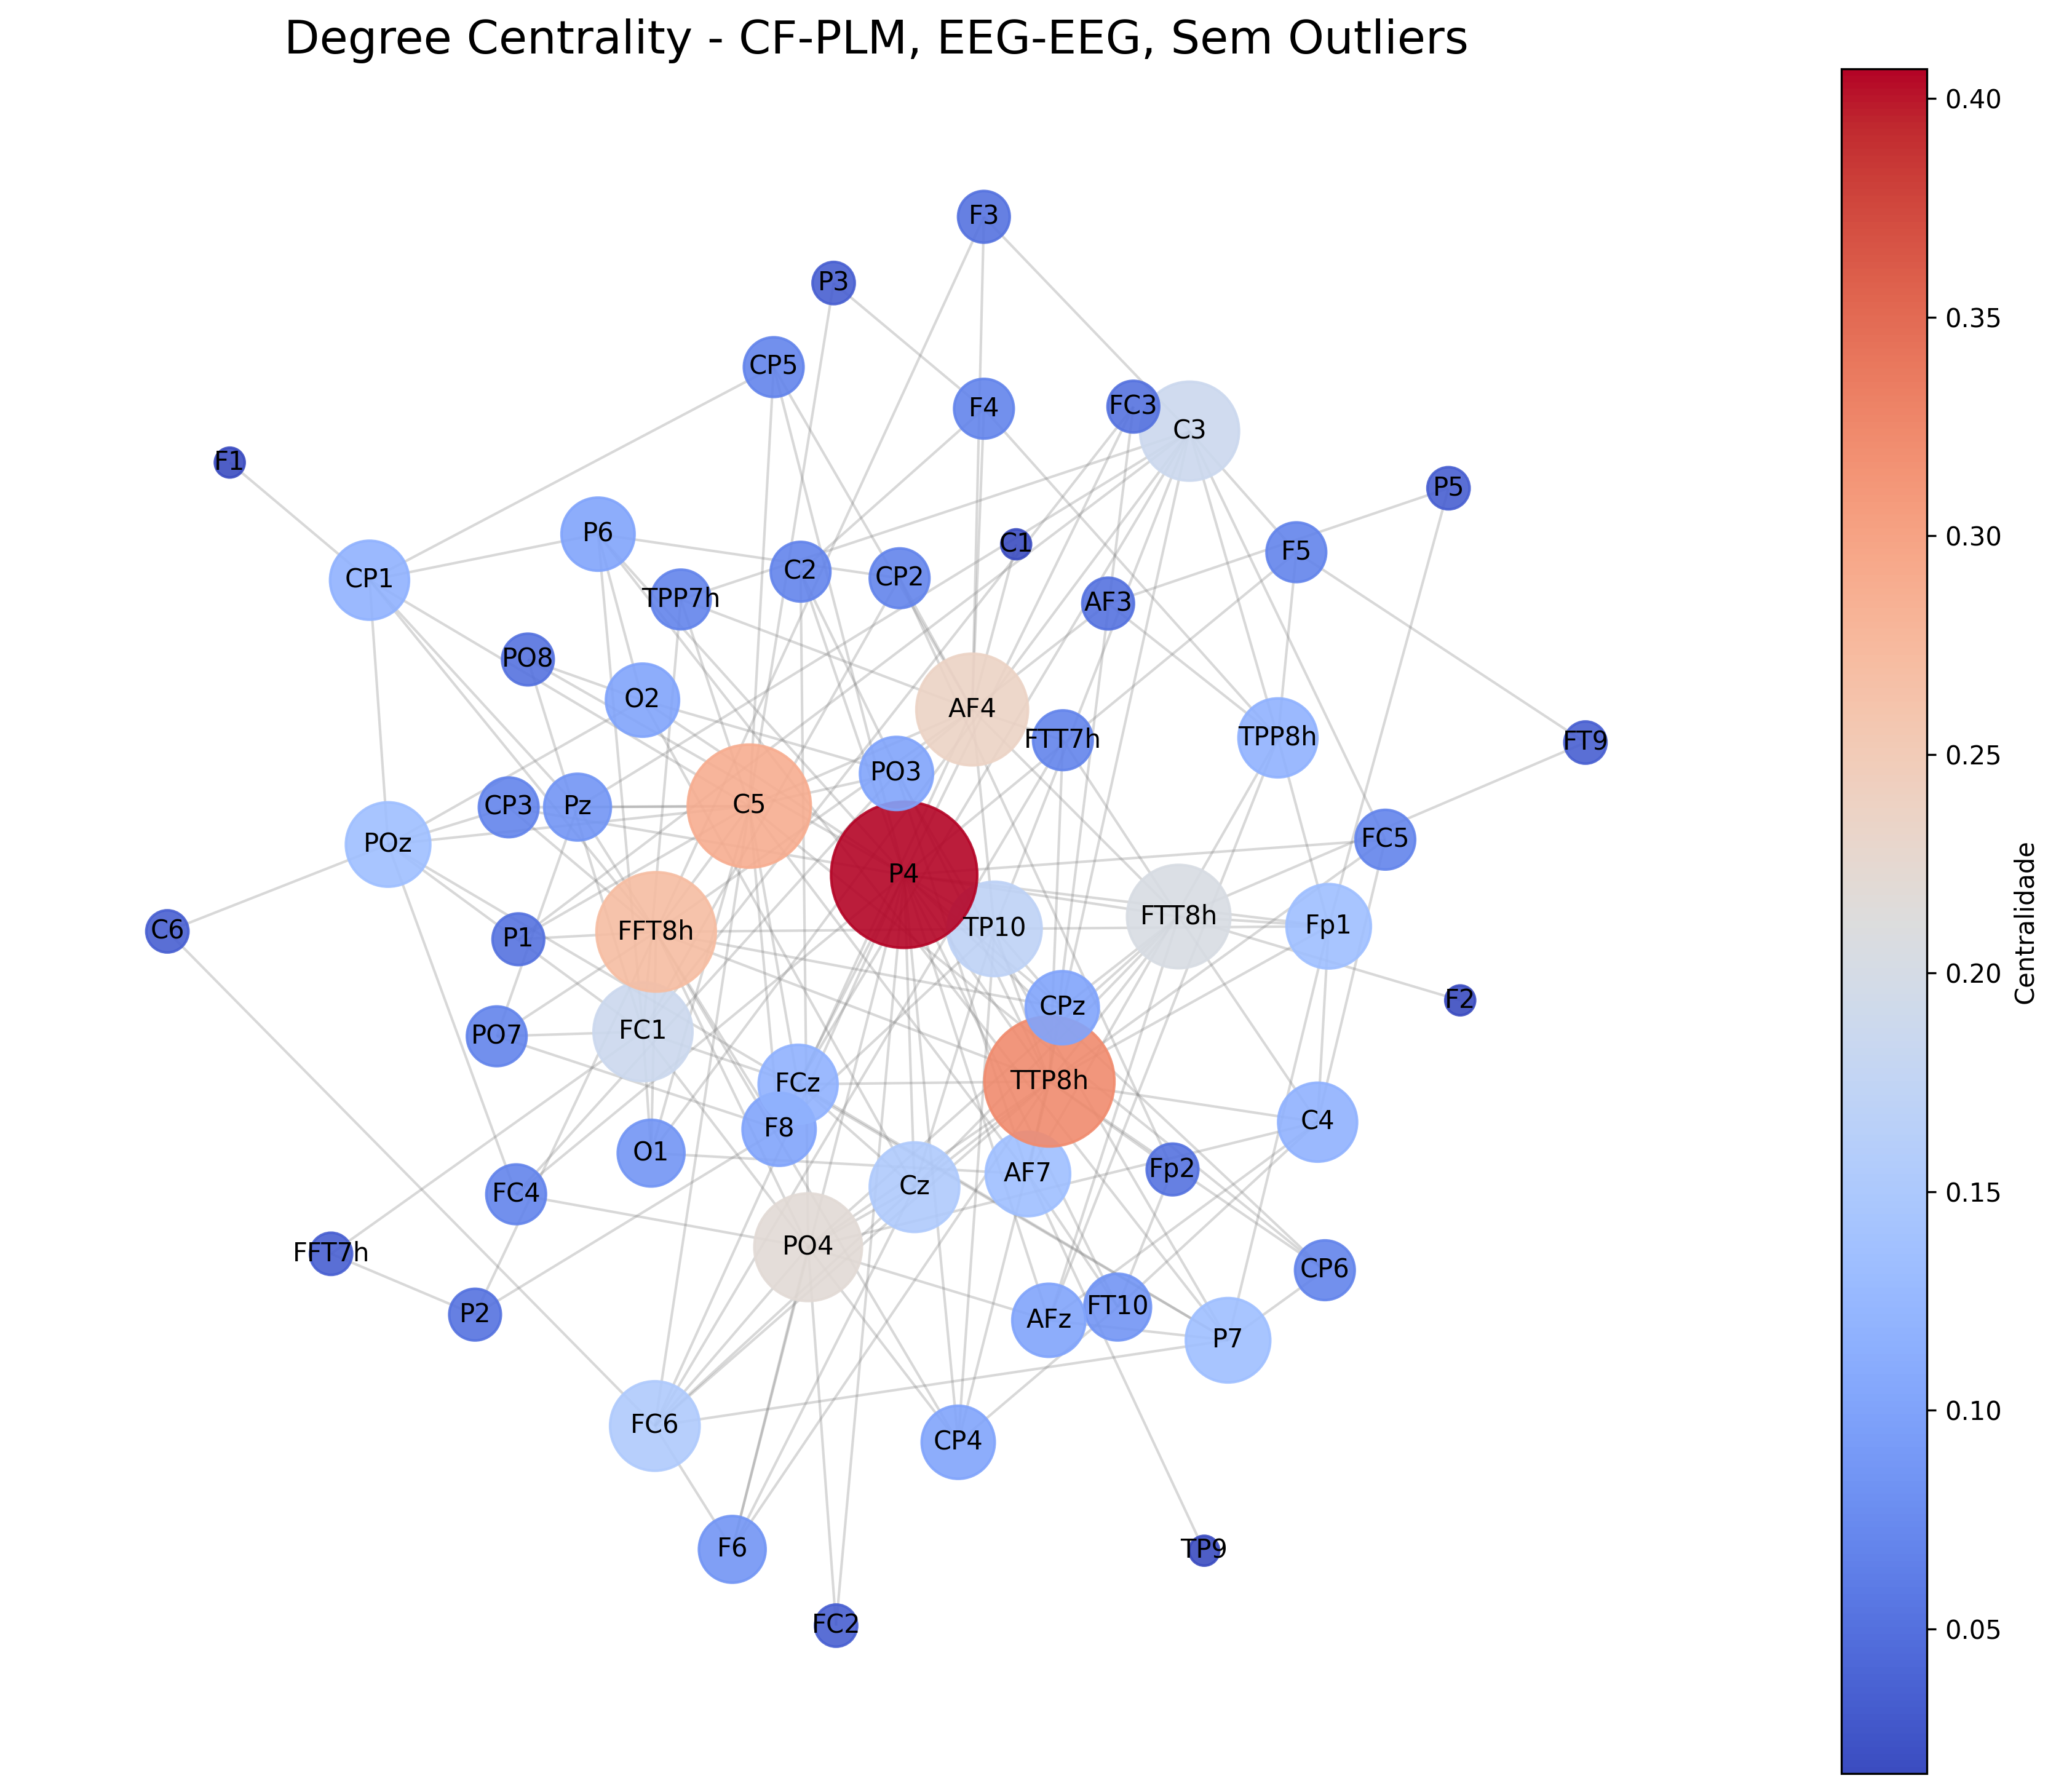 Degree Centrality - CF-PLM, EEG-EEG, Sem Outliers
0.40
0.35
0.30
0.25
0.20
0.15
0.10
0.05
Centralidade
F3
P3
CP5
F4
FC3
C3
F1
P5
P6
C1
F5
CP1
C2
CP2
TPP7h
AF3
PO8
O2
AF4
FTT7h
TPP8h
FT9
PO3
CP3
Pz
C5
POz
FC5
P4
FTT8h
C6
P1
FFT8h
TP10
Fp1
F2
CPz
PO7
FC1
FCz
TTP8h
C4
F8
O1
Fp2
AF7
Cz
FC4
PO4
FFT7h
CP6
P2
AFz
FT10
P7
FC6
CP4
F6
TP9
FC2